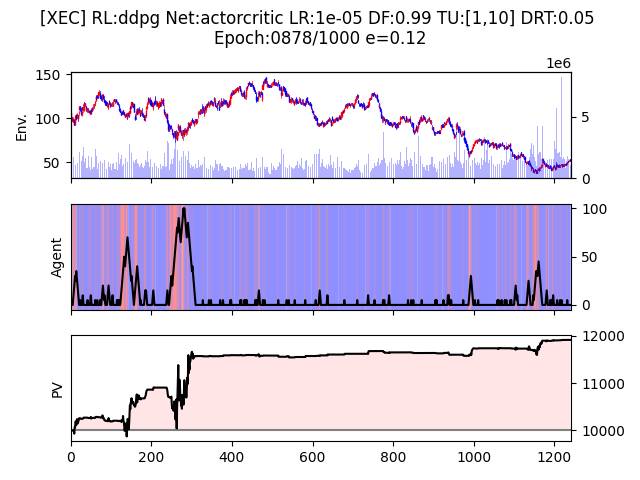 [XEC] RL:ddpg Net:actorcritic LR:1e-05 DF:0.99 TU:[1,10] DRT:0.05
Epoch:0878/1000 e=0.12
1e6
150
100
50
Env.
5
0
Agent
100
50
0
PV
12000
11000
10000
0 200 400 600 800 1000 1200